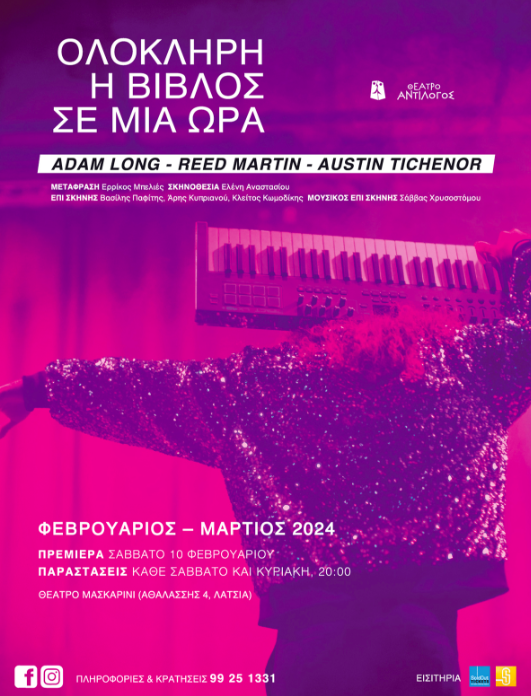 ΟΛΟΚΛΗΡΗ
Η ΒΙΒΛΟΣ
ΣΕ ΜΙΑ ΩΡΑ
ΘΕΑΤΡΟ
ΑΝΤΙΛΟΓΟΣ
ADAM LONG - REED MARTIN - AUSTIN TICHENOR
ΜΕΤΑΦΡΑΣΗ Ερρίκος Μπελιές ΣΚΗΝΟΘΕΣΙΑ Ελένη Αναστασίου
ΕΠΙ ΣΚΗΝΗΣ Βασίλης Παφίτης, Άρης Κυπριανού, Κλείτος Κωμοδίκης ΜΟΥΣΙΚΟΣ ΕΠΙ ΣΚΗΝΗΣ Σάββας Χρυσοστόμου
ΦΕΒΡΟΥΑΡΙΟΣ – ΜΑΡΤΙΟΣ 2024
ΠΡΕΜΙΕΡΑ ΣΑΒΒΑΤΟ 10 ΦΕΒΡΟΥΑΡΙΟΥ
ΠΑΡΑΣΤΑΣΕΙΣ ΚΑΘΕ ΣΑΒΒΑΤΟ ΚΑΙ ΚΥΡΙΑΚΗ, 20:00
ΘΕΑΤΡΟ ΜΑΣΚΑΡΙΝΙ (ΑΘΑΛΑΣΣΗΣ 4, ΛΑΤΣΙΑ)
ΠΛΗΡΟΦΟΡΙΕΣ & ΚΡΑΤΗΣΕΙΣ 99 25 1331
ΕΙΣΙΤΗΡΙΑ